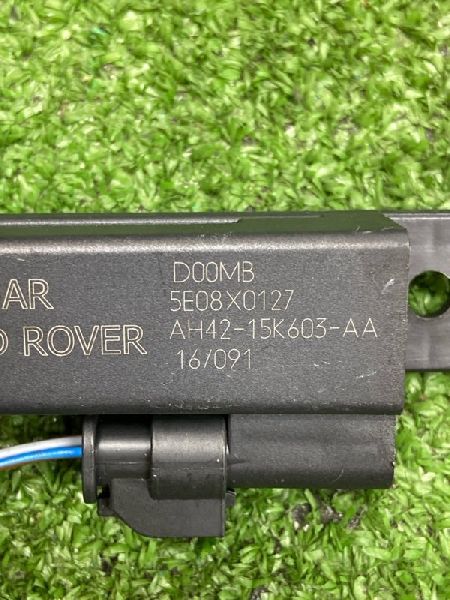 AR
ROVER
D00MB
5E08X0127
AH42-15K603-AA
16/091